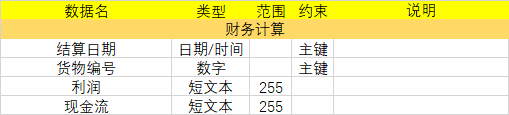 数据名 类型 范围 约束 说明
财务计算
结算日期 日期/时间 主键
货物编号 数字 主键
利润 短文本 255
现金流 短文本 255